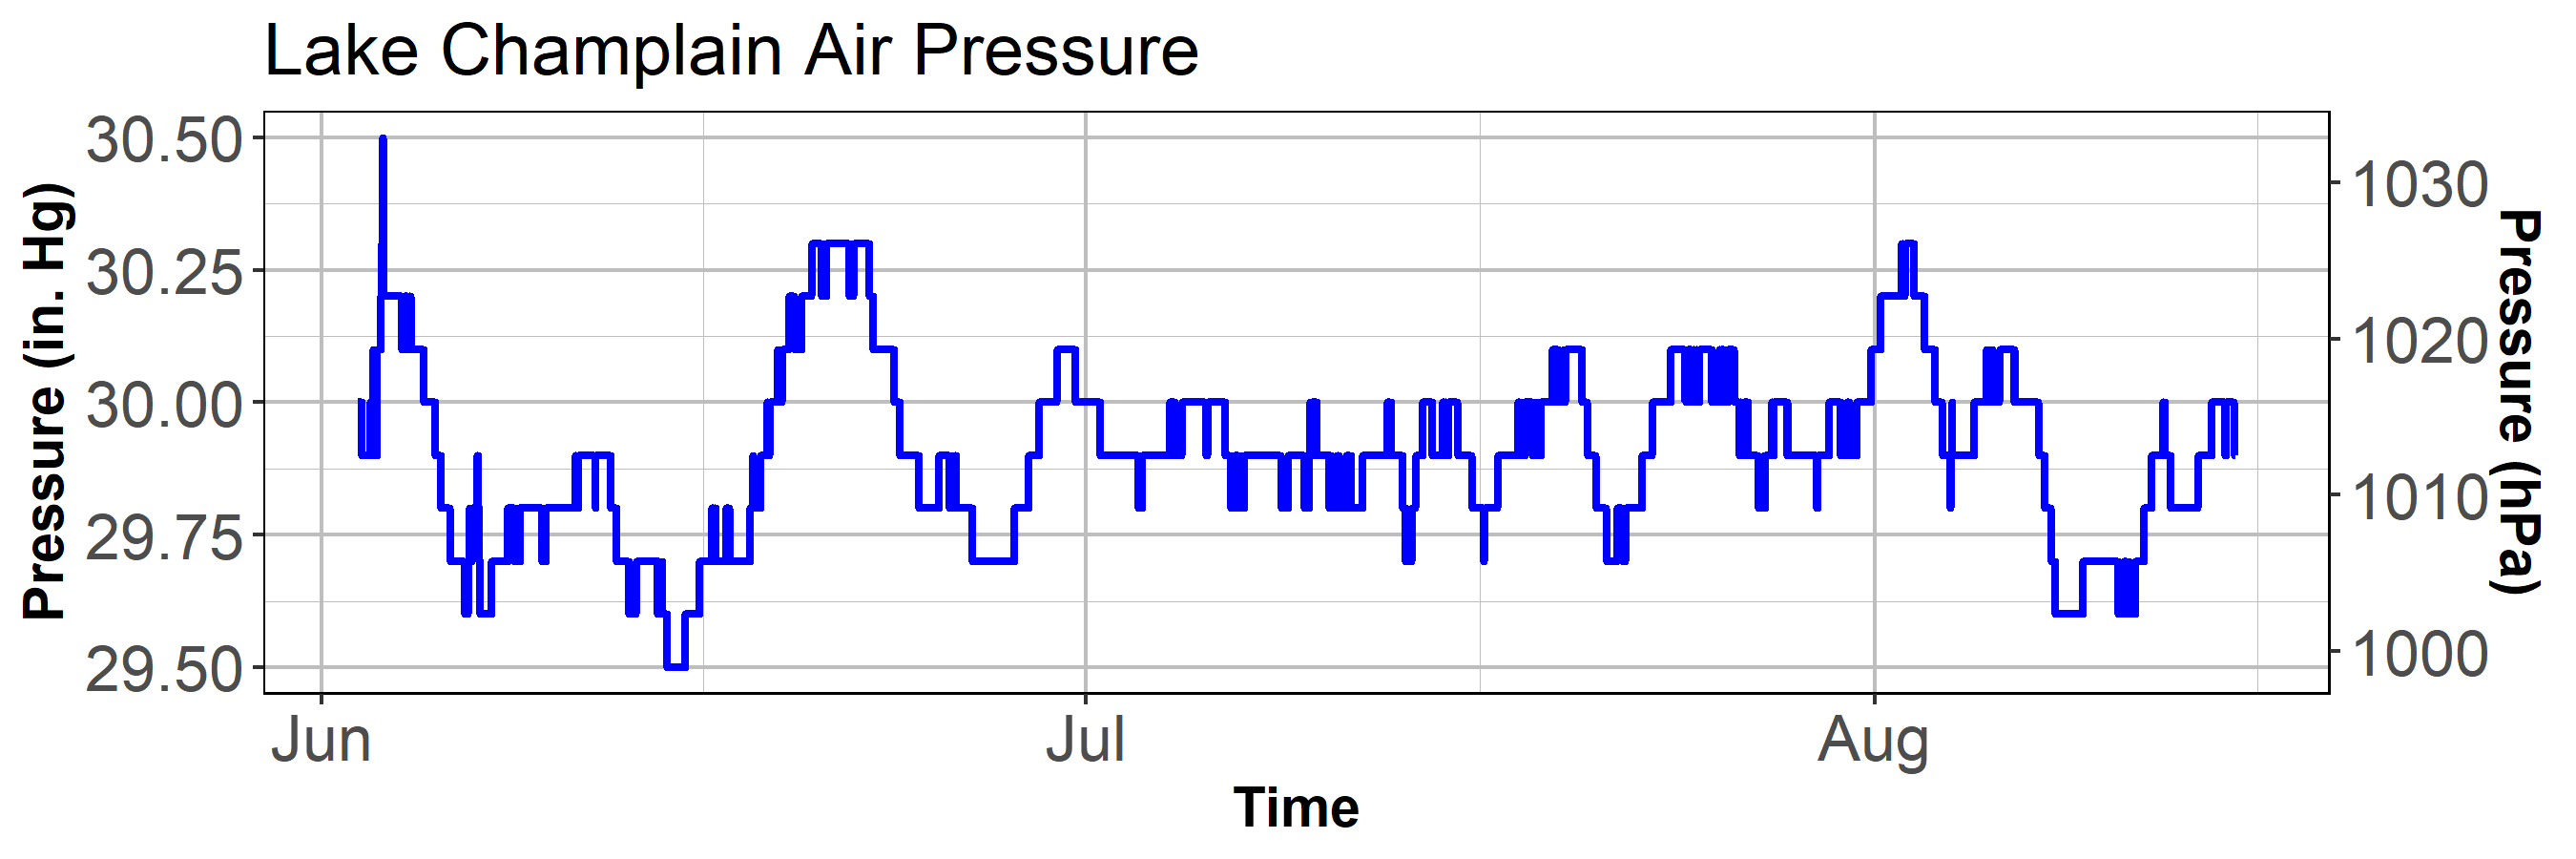 Lake Champlain Air Pressure
Pressure (in. Hg)
30.50
30.25
30.00
29.75
29.50
1030
1020
1010
1000
Pressure (hPa)
Jun Jul Aug
Time